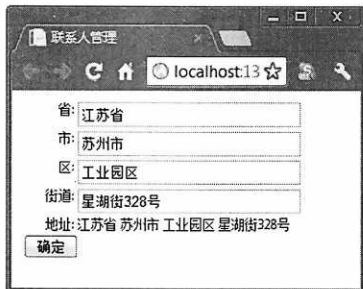 联系人管理
localhost:13
省: 江苏省
市: 苏州市
区: 工业园区
街道: 星湖街328号
地址: 江苏省 苏州市 工业园区 星湖街328号
确定